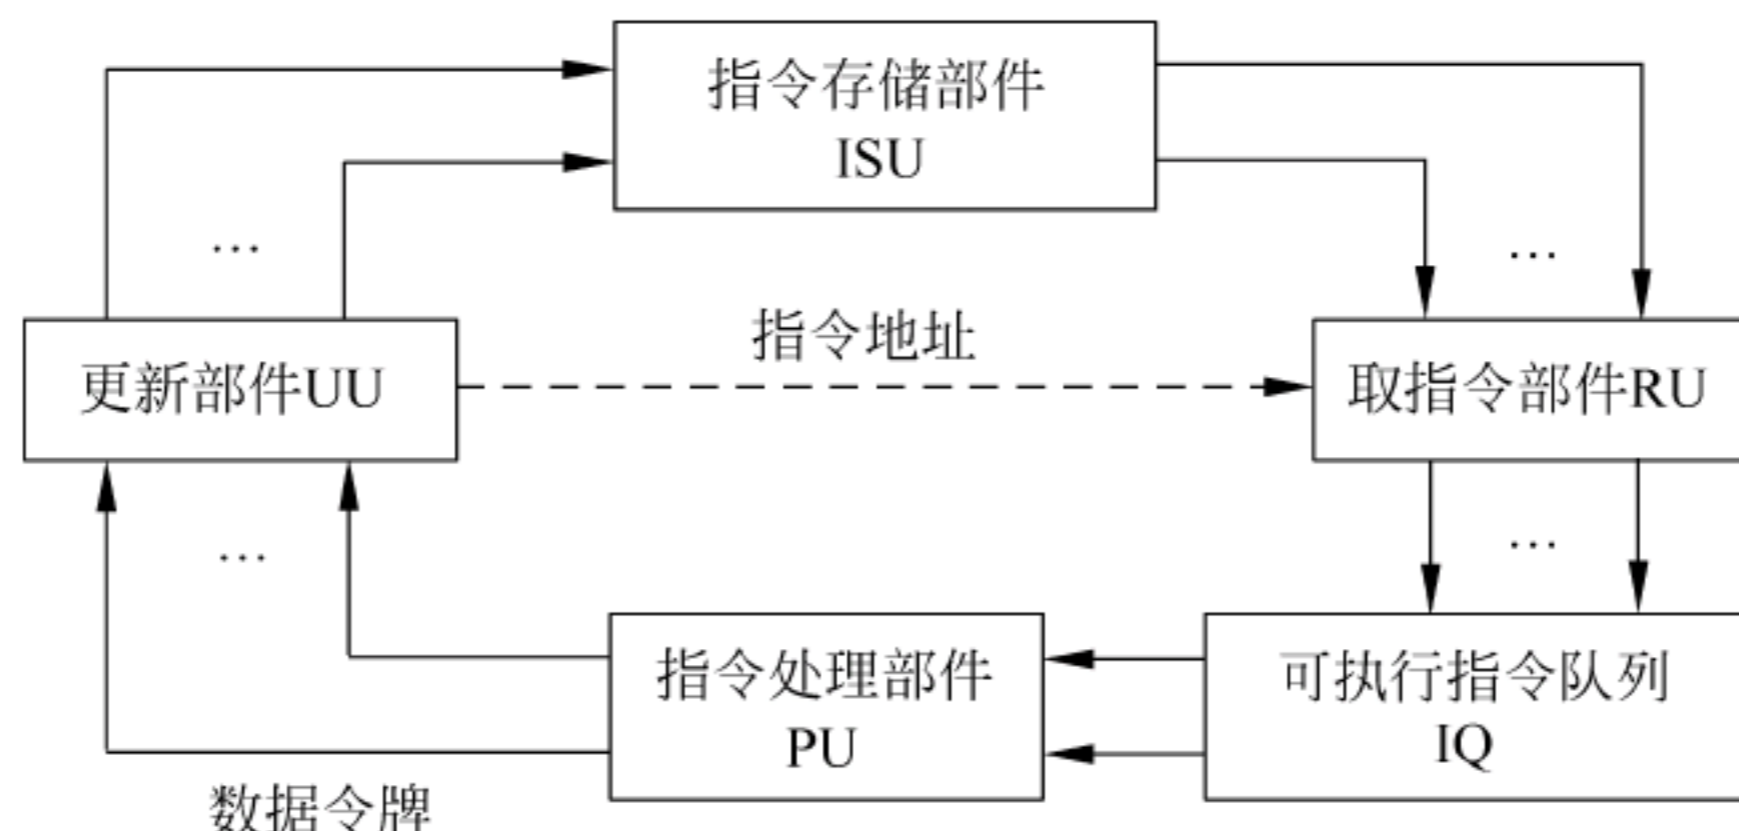 指令存储部件
ISU
…
…
指令地址
更新部件UU
取指令部件RU
…
…
指令处理部件
PU
可执行指令队列
IQ
数据令牌